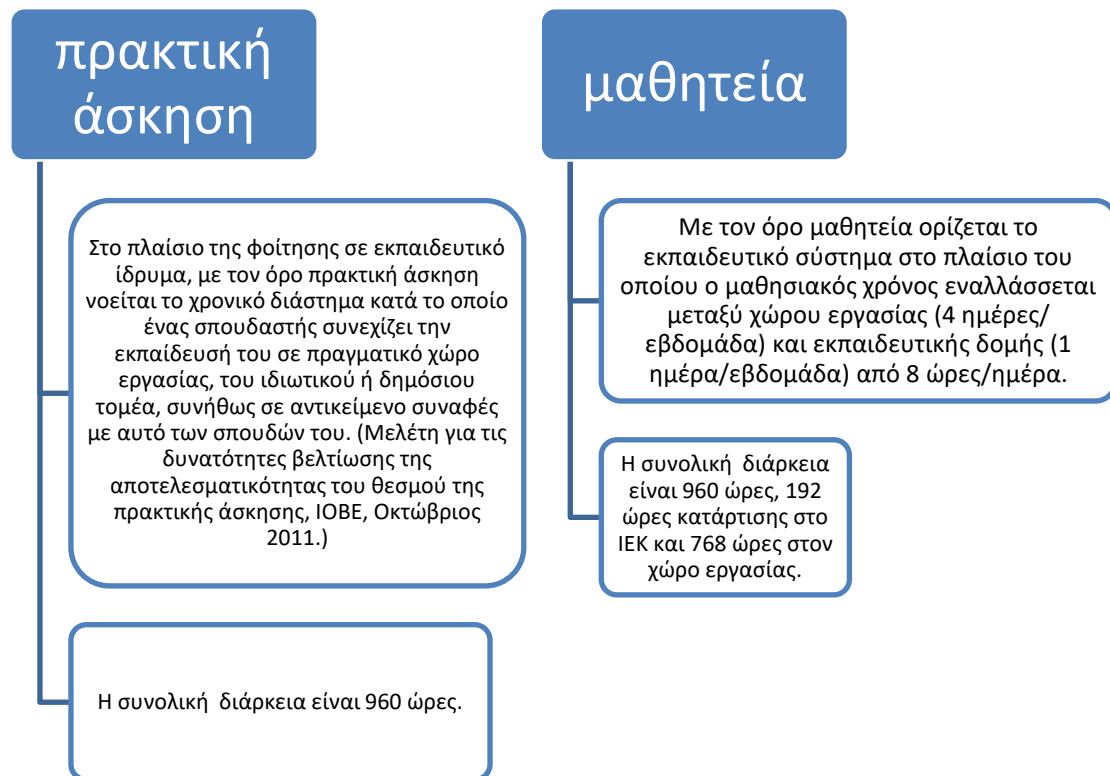 πρακτική
άσκηση
Στο πλαίσιο της φοίτησης σε εκπαιδευτικό
ίδρυμα, με τον όρο πρακτική άσκηση
νοείται το χρονικό διάστημα κατά το οποίο
ένας σπουδαστής συνεχίζει την
εκπαίδευσή του σε πραγματικό χώρο
εργασίας, του ιδιωτικού ή δημόσιου
τομέα, συνήθως σε αντικείμενο συναφές
με αυτό των σπουδών του. (Μελέτη για τις
δυνατότητες βελτίωσης της
αποτελεσματικότητας του θεσμού της
πρακτικής άσκησης, ΙΟΒΕ, Οκτώβριος
2011.)
Η συνολική διάρκεια είναι 960 ώρες.
μαθητεία
Με τον όρο μαθητεία ορίζεται το
εκπαιδευτικό σύστημα στο πλαίσιο του
οποίου ο μαθησιακός χρόνος εναλλάσσεται
μεταξύ χώρου εργασίας (4 ημέρες/
εβδομάδα) και εκπαιδευτικής δομής (1
ημέρα/εβδομάδα) από 8 ώρες/ημέρα.
Η συνολική διάρκεια
είναι 960 ώρες, 192
ώρες κατάρτισης στο
ΙΕΚ και 768 ώρες στον
χώρο εργασίας.